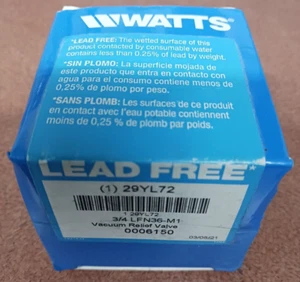 WATTS
*LEAD FREE: The wetted surface of this
product contacted by consumable water
contains less than 0.25% of lead by weight.
*SIN PLOMO: La superficie mojada de
este producto que entra en contacto con
agua para el consumo contiene menos de
0,25% de plomo por peso.
*SANS PLOMB: Les surfaces de ce produit
en contact avec l'eau potable contiennent
moins de 0,25 % de plomb par poids.
LEAD FREE*
(1) 29YL72
1 29YL72
3/4 LFN36-M1
Vacuum Relief Valve
0006150